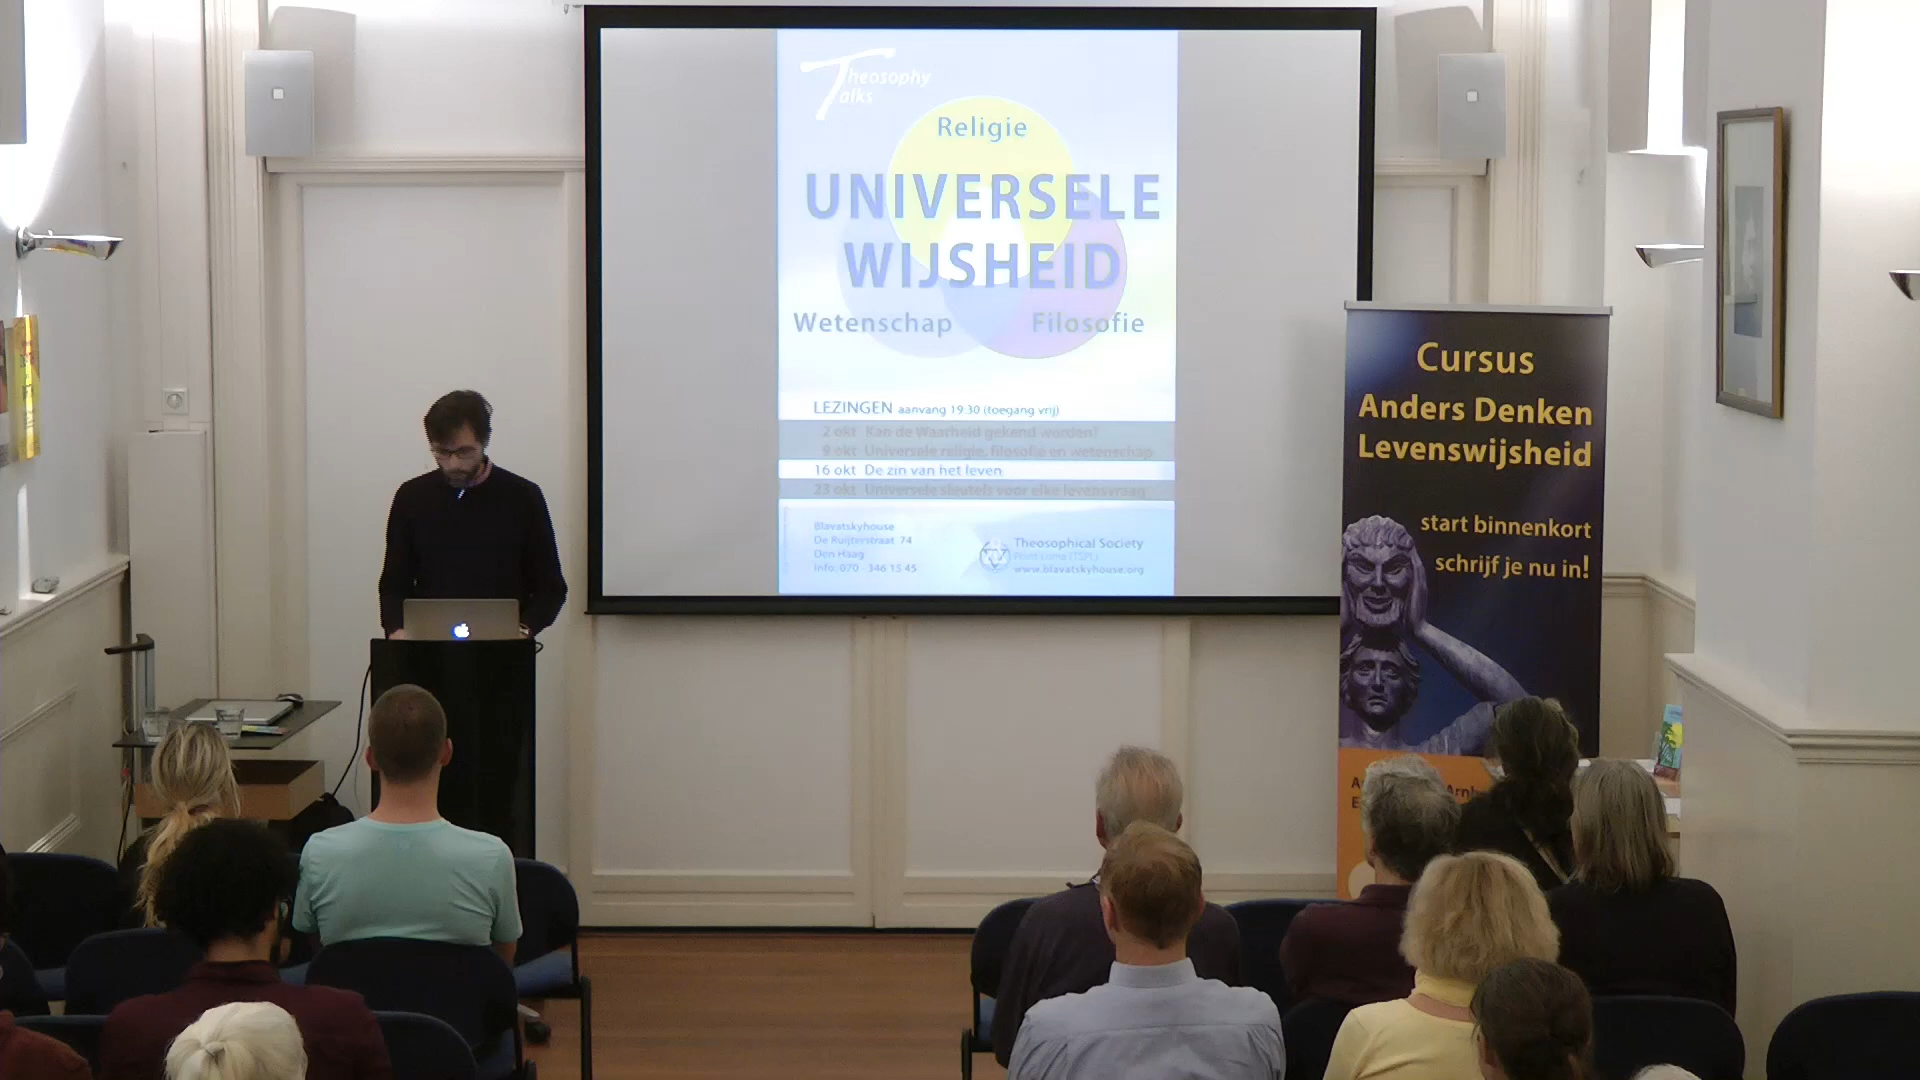 Theosophy
Talks
Religie
UNIVERSELE
WIJSHEID
Wetenschap
Filosofie
LEZINGEN aanvang 19:30 (toegang vrij)
2 okt Kan de Waarheid gekend worden?
9 okt Universele religie, filosofie en wetenschap
16 okt De zin van het leven
23 okt Universele sleutels voor elke levensvraag
Blavatskyhouse
De Ruijterstraat 74
Den Haag
info: 070 - 346 15 45
Theosophical Society
Point Loma (TSPL)
www.blavatskyhouse.org
Cursus
Anders Denken
Levenswijsheid
start binnenkort
schrijf je nu in!